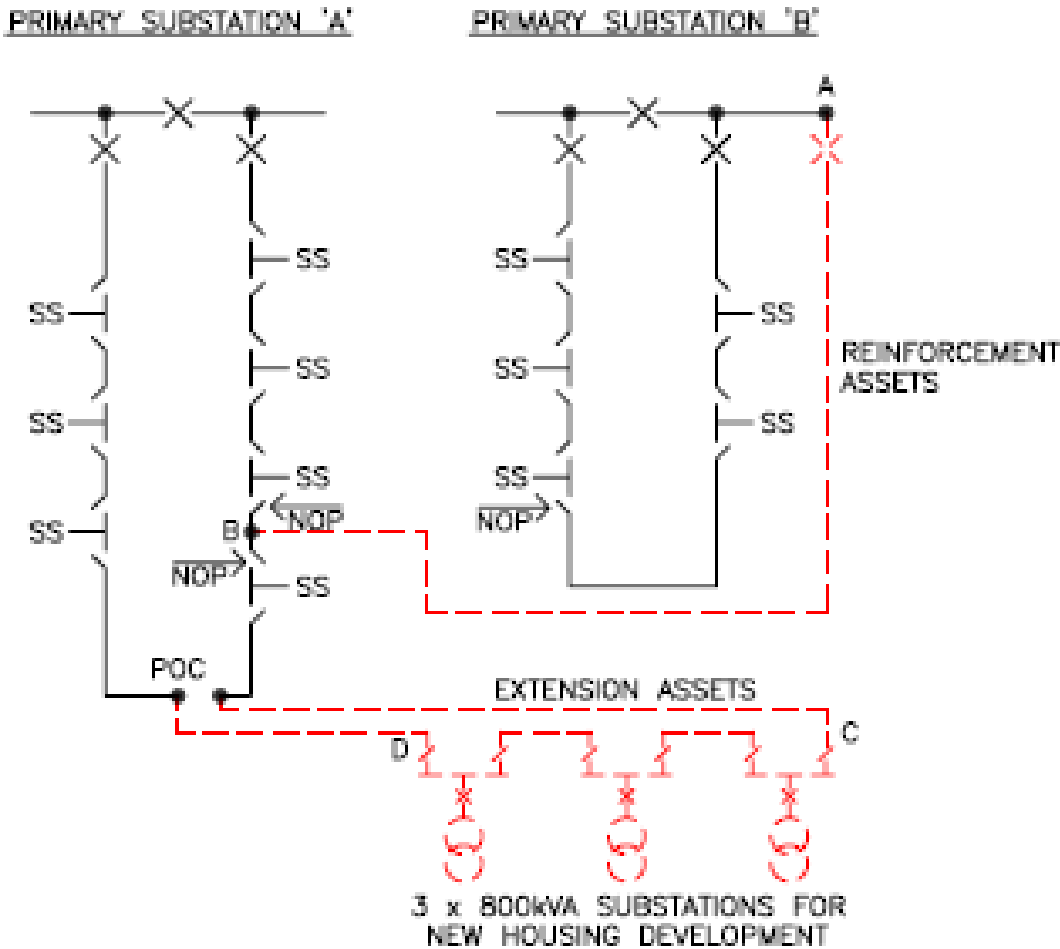 PRIMARY SUBSTATION 'A'
PRIMARY SUBSTATION 'B'
A
SS
SS
SS
SS
SS
SS
SS
SS
SS
SS
SS
SS
REINFORCEMENT
ASSETS
NOP
NOP
B
NOP
POC
EXTENSION ASSETS
D
C
3 x 800kVA SUBSTATIONS FOR
NEW HOUSING DEVELOPMENT